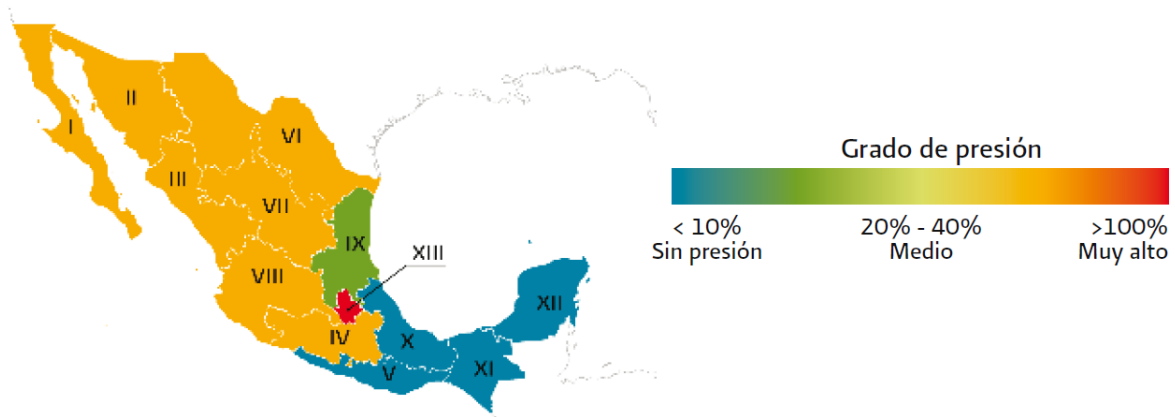 I
II
III
VI
VII
VIII
IX
XIII
IV
V
X
XI
XII
Grado de presión
< 10% 20% - 40% >100%
Sin presión Medio Muy alto